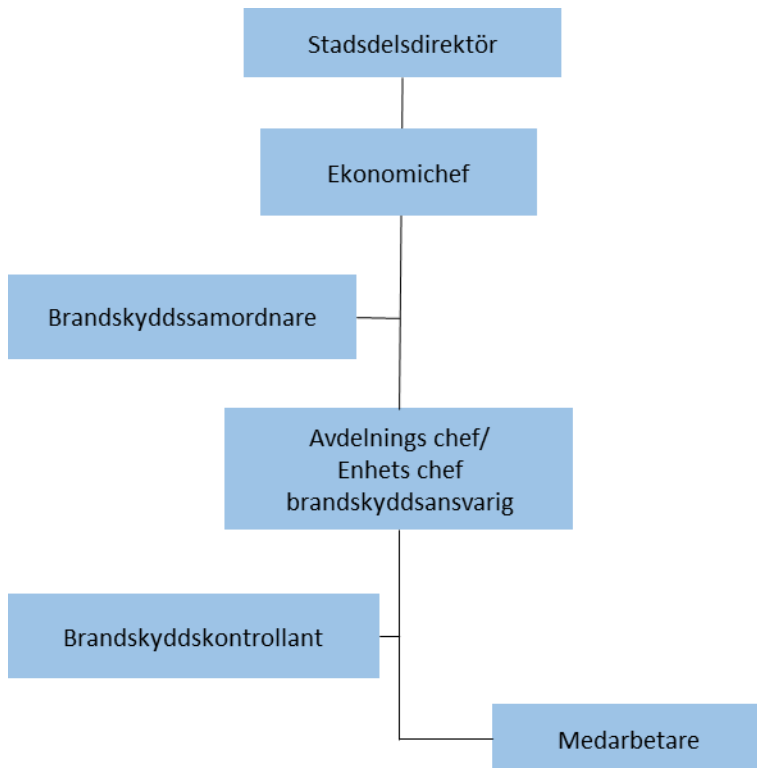 Stadsdelsdirektör
Ekonomichef
Brandskyddssamordnare
Avdelnings chef/
Enhets chef
brandskyddsansvarig
Brandskyddskontrollant
Medarbetare